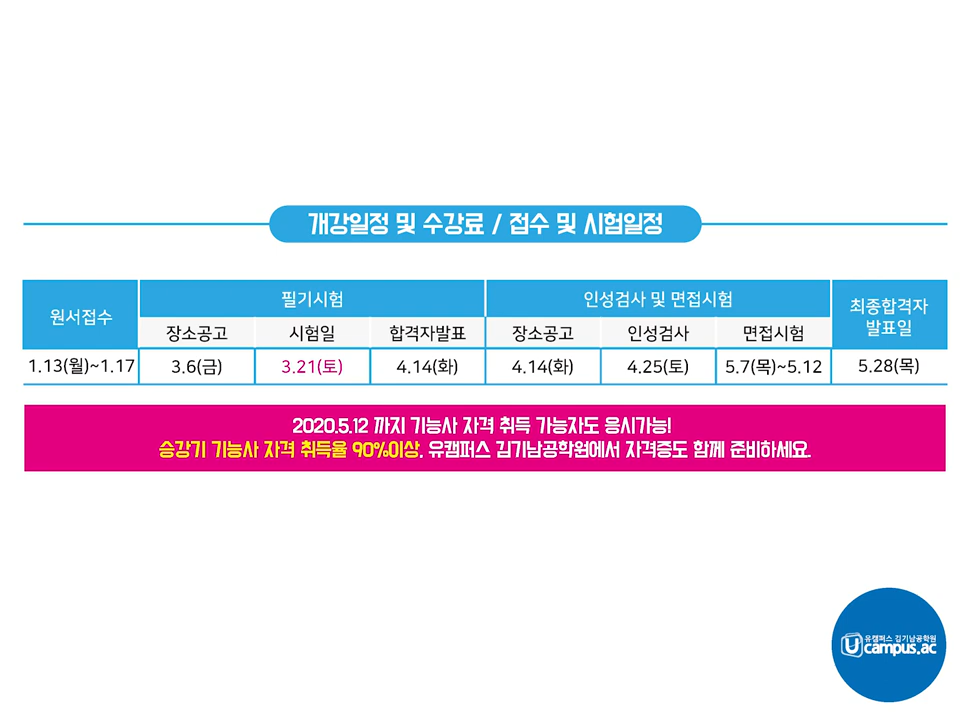 개강일정 및 수강료 / 접수 및 시험일정
원서접수 필기시험 인성검사 및 면접시험 최종합격자 발표일
장소공고 시험일 합격자발표 장소공고 인성검사 면접시험
1.13(월)~1.17 3.6(금) 3.21(토) 4.14(화) 4.14(화) 4.25(토) 5.7(목)~5.12 5.28(목)
2020.5.12 까지 기능사 자격 취득 가능자도 응시가능!
승강기 기능사 자격 취득율 90%이상. 유캠퍼스 김기남공학원에서 자격증도 함께 준비하세요.
유캠퍼스 김기남공학원
Ucampus.ac